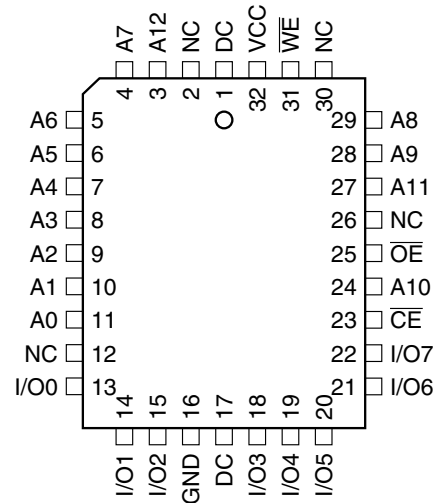 A7 A12 NC DC VCC WE NC
4 3 2 1 32 31 30
A6 5 29 A8
A5 6 28 A9
A4 7 27 A11
A3 8 26 NC
A2 9 25 OE
A1 10 24 A10
A0 11 23 CE
NC 12 22 I/O7
I/O0 13 21 I/O6
14 15 16 17 18 19 20
I/O1 I/O2 GND DC I/O3 I/O4 I/O5